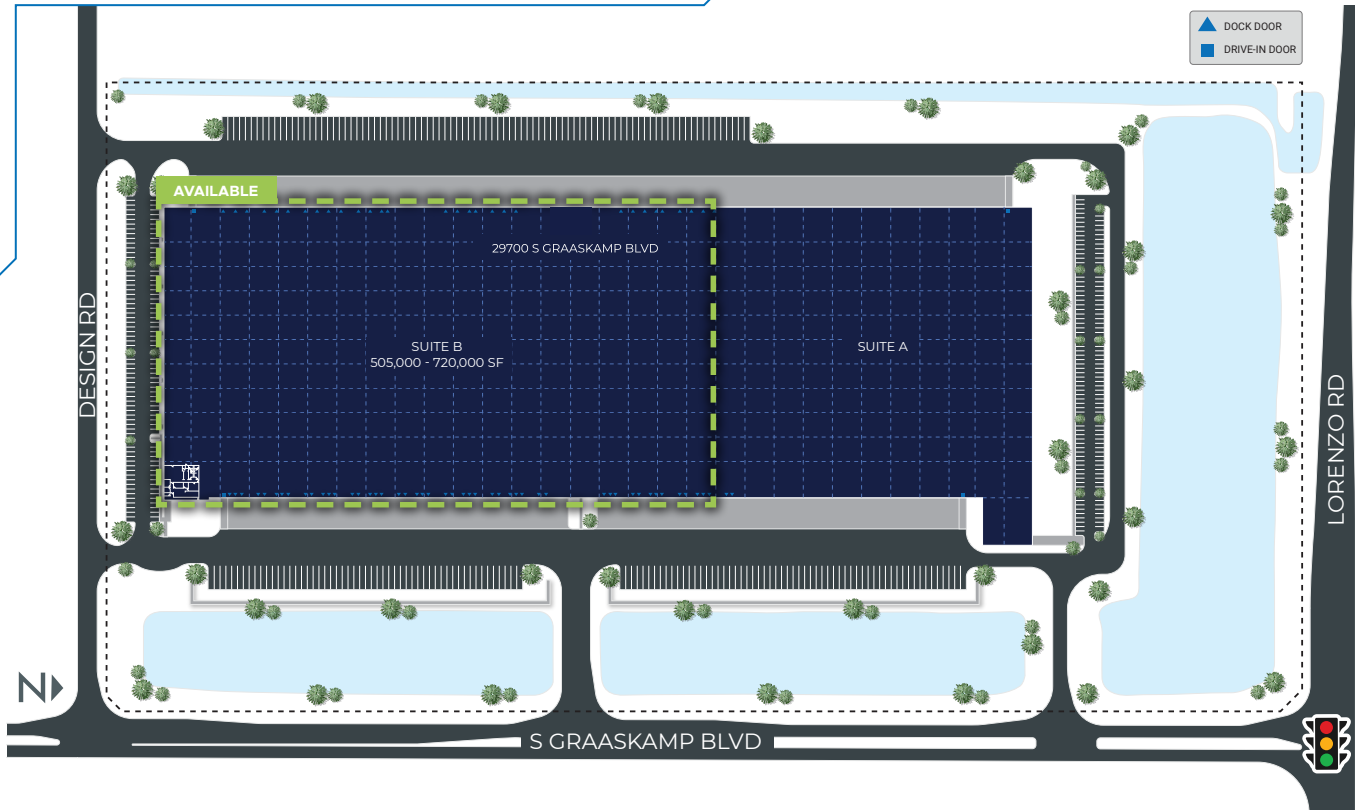 DOCK DOOR
DRIVE-IN DOOR
AVAILABLE
29700 S GRAASKAMP BLVD
SUITE B
505,000 - 720,000 SF
SUITE A
DESIGN RD
LORENZO RD
N
S GRAASKAMP BLVD